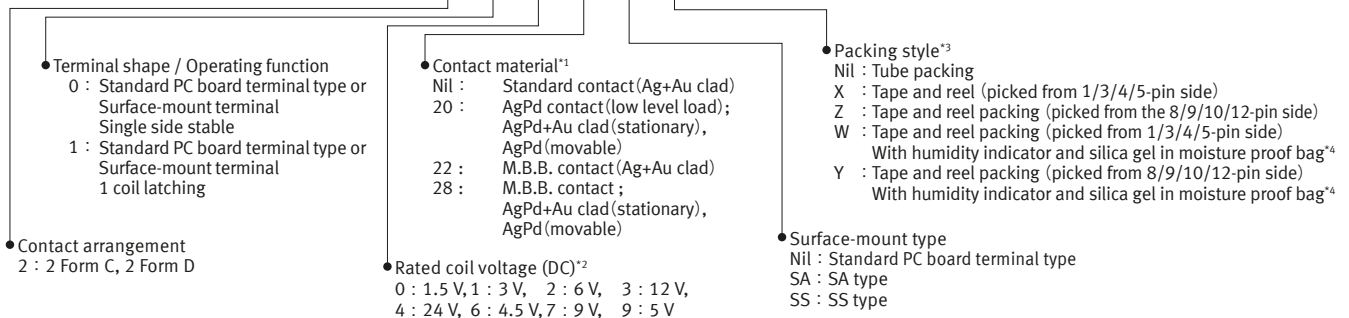 Terminal shape / Operating function
0 : Standard PC board terminal type or
Surface-mount terminal
Single side stable
1 : Standard PC board terminal type or
Surface-mount terminal
1 coil latching
Contact arrangement
2 : 2 Form C, 2 Form D
Contact material*1
Nil : Standard contact(Ag+Au clad)
20 : AgPd contact(low level load);
AgPd+Au clad(stationary),
AgPd(movable)
22 : M.B.B. contact(Ag+Au clad)
28 : M.B.B. contact ;
AgPd+Au clad(stationary),
AgPd(movable)
Rated coil voltage (DC)*2
0 : 1.5 V, 1 : 3 V, 2 : 6 V, 3 : 12 V,
4 : 24 V, 6 : 4.5 V, 7 : 9 V, 9 : 5 V
Packing style*3
Nil : Tube packing
X : Tape and reel (picked from 1/3/4/5-pin side)
Z : Tape and reel packing (picked from the 8/9/10/12-pin side)
W : Tape and reel packing (picked from 1/3/4/5-pin side)
With humidity indicator and silica gel in moisture proof bag*4
Y : Tape and reel packing (picked from 8/9/10/12-pin side)
With humidity indicator and silica gel in moisture proof bag*4
Surface-mount type
Nil : Standard PC board terminal type
SA : SA type
SS : SS type